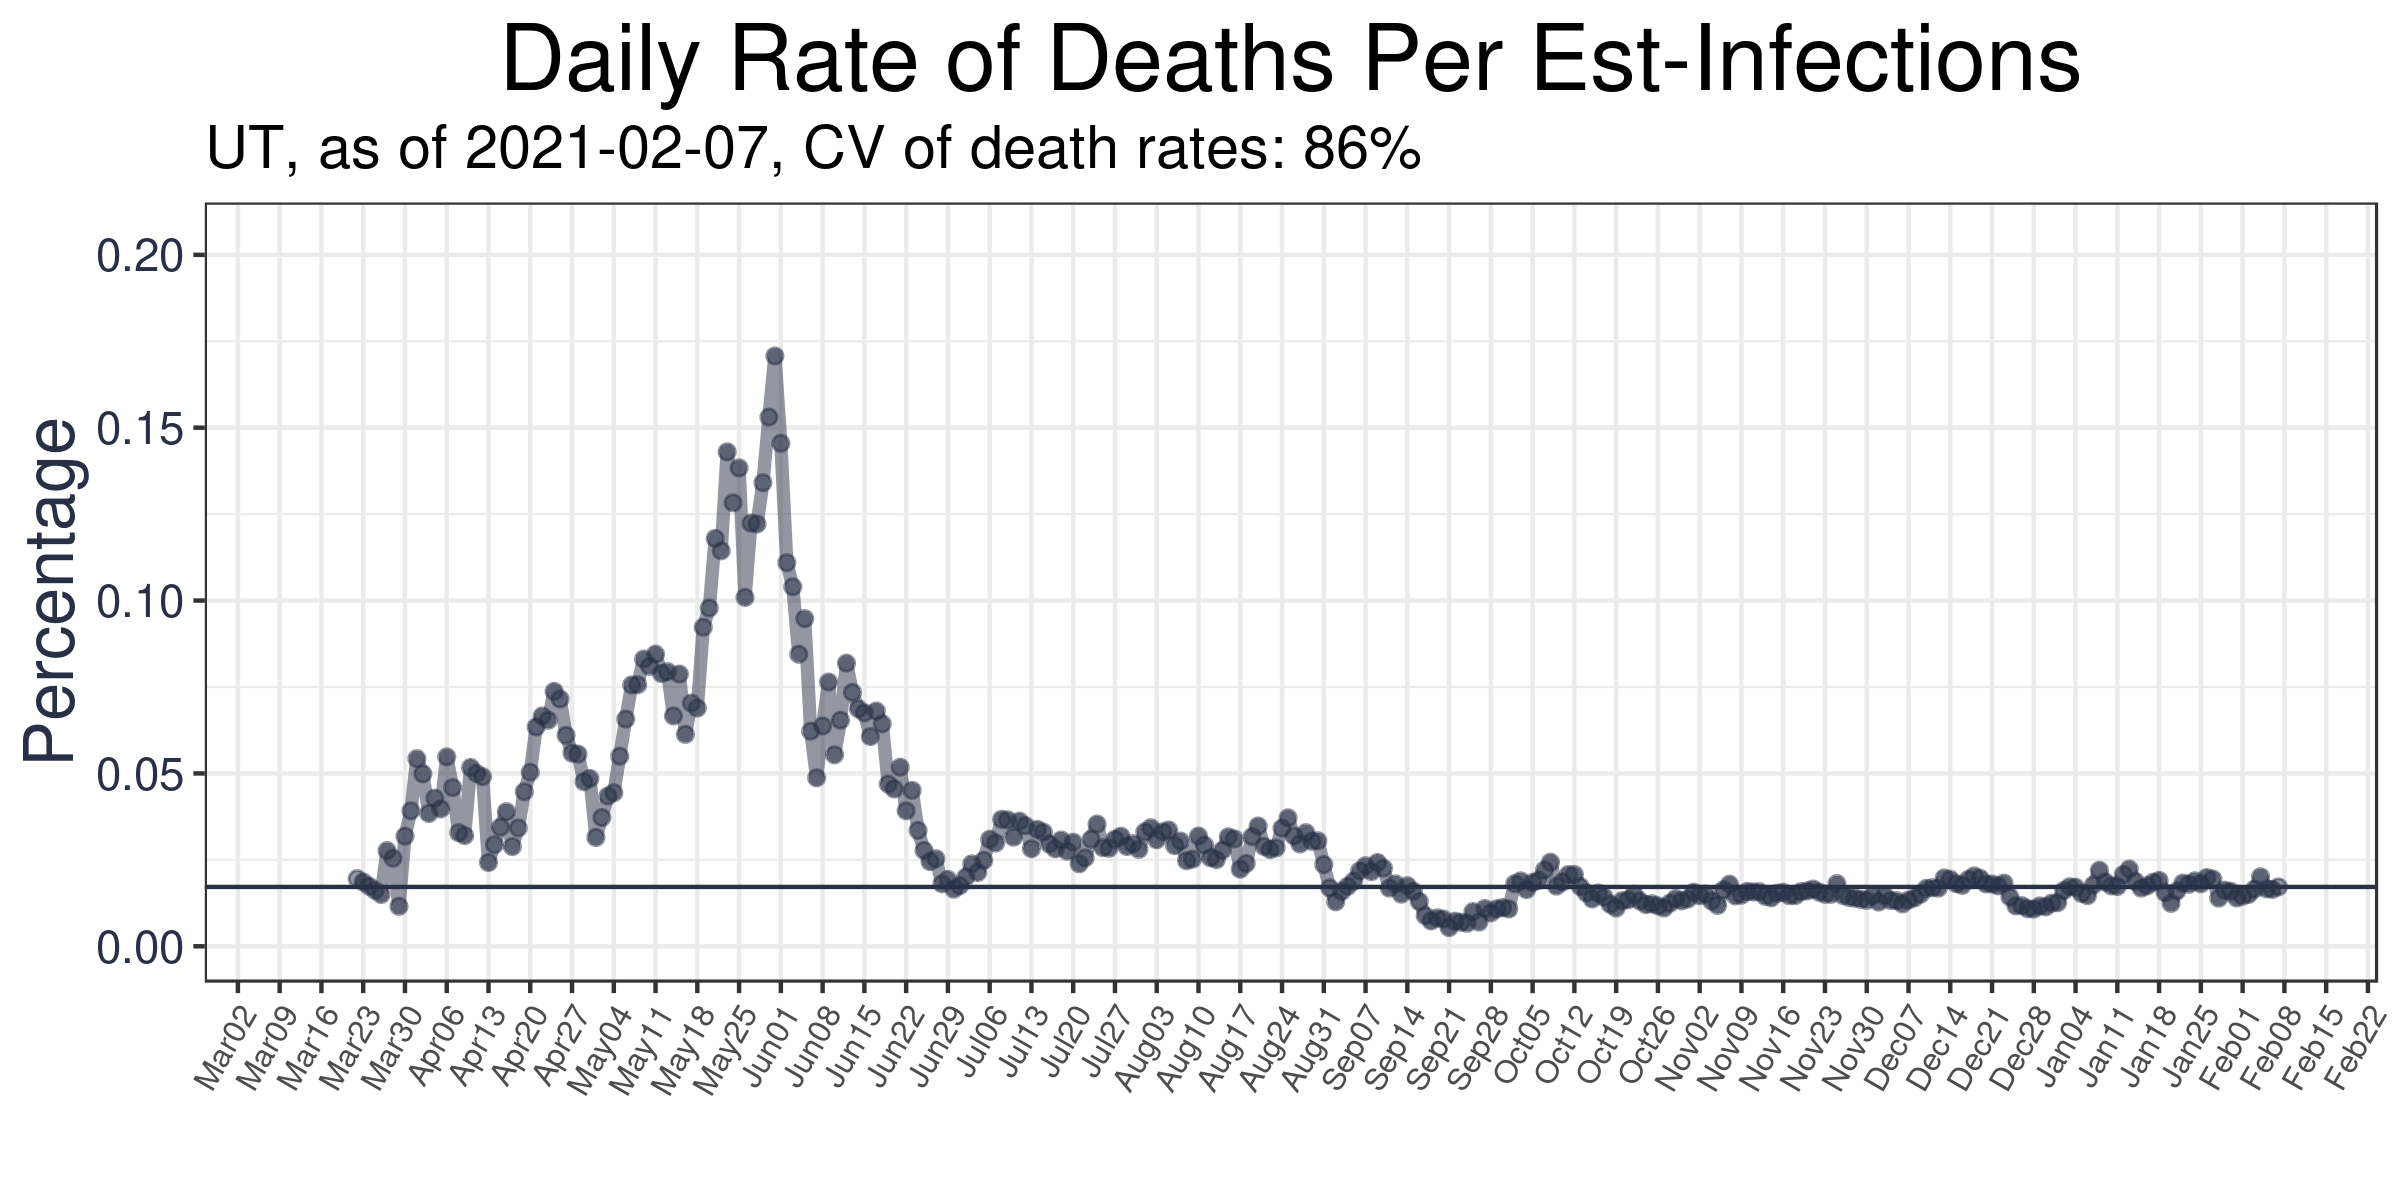 Daily Rate of Deaths Per Est-Infections
UT, as of 2021-02-07, CV of death rates: 86%
Percentage
0.20
0.15
0.10
0.05
0.00
Mar02
Mar09
Mar16
Mar23
Mar30
Apr06
Apr13
Apr20
Apr27
May04
May11
May18
May25
Jun01
Jun08
Jun15
Jun22
Jun29
Jul06
Jul13
Jul20
Jul27
Aug03
Aug10
Aug17
Aug24
Aug31
Sep07
Sep14
Sep21
Sep28
Oct05
Oct12
Oct19
Oct26
Nov02
Nov09
Nov16
Nov23
Nov30
Dec07
Dec14
Dec21
Dec28
Jan04
Jan11
Jan18
Jan25
Feb01
Feb08
Feb15
Feb22